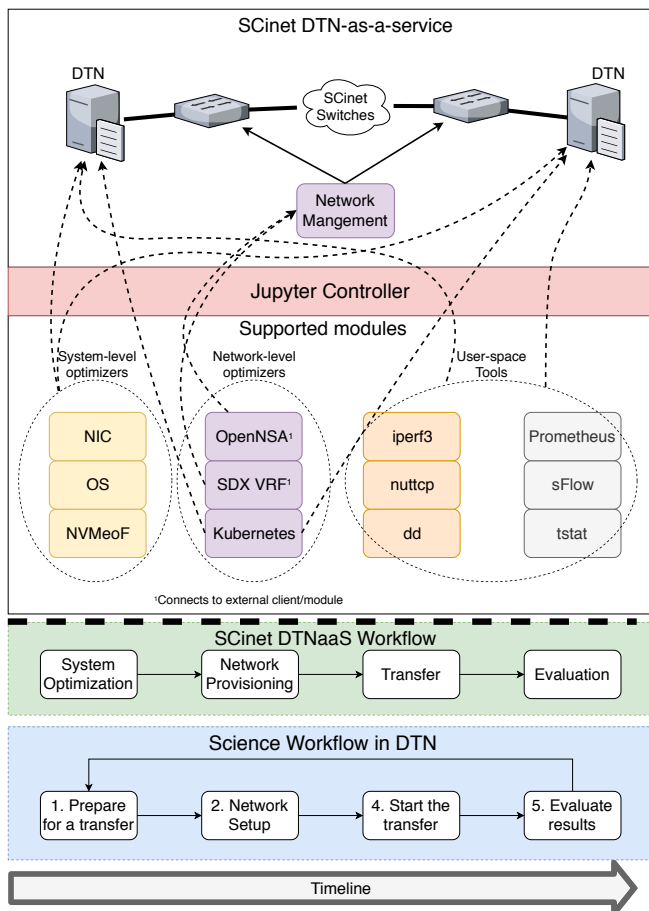 SCinet DTN-as-a-service
DTN
DTN
SCinet
Switches
Network
Mangement
Jupyter Controller
Supported modules
System-level
optimizers
Network-level
optimizers
User-space
Tools
NIC
OpenNSA¹
iperf3
Prometheus
OS
SDX VRF¹
nuttcp
sFlow
NVMeoF
Kubernetes
dd
tstat
¹Connects to external client/module
SCinet DTNaaS Workflow
System
Optimization
Network
Provisioning
Transfer
Evaluation
Science Workflow in DTN
1. Prepare
for a transfer
2. Network
Setup
4. Start the
transfer
5. Evaluate
results
Timeline